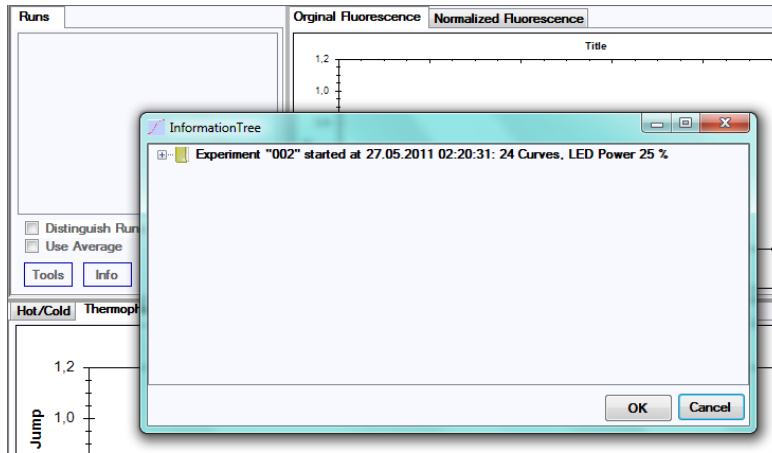 Runs
Orginal Fluorescence
Normalized Fluorescence
Title
1,2
1,0
InformationTree
Experiment "002" started at 27.05.2011 02:20:31: 24 Curves, LED Power 25 %
Distinguish Run
Use Average
Tools
Info
Hot/Cold
Thermoph
1,2
1,0
Jump
OK
Cancel